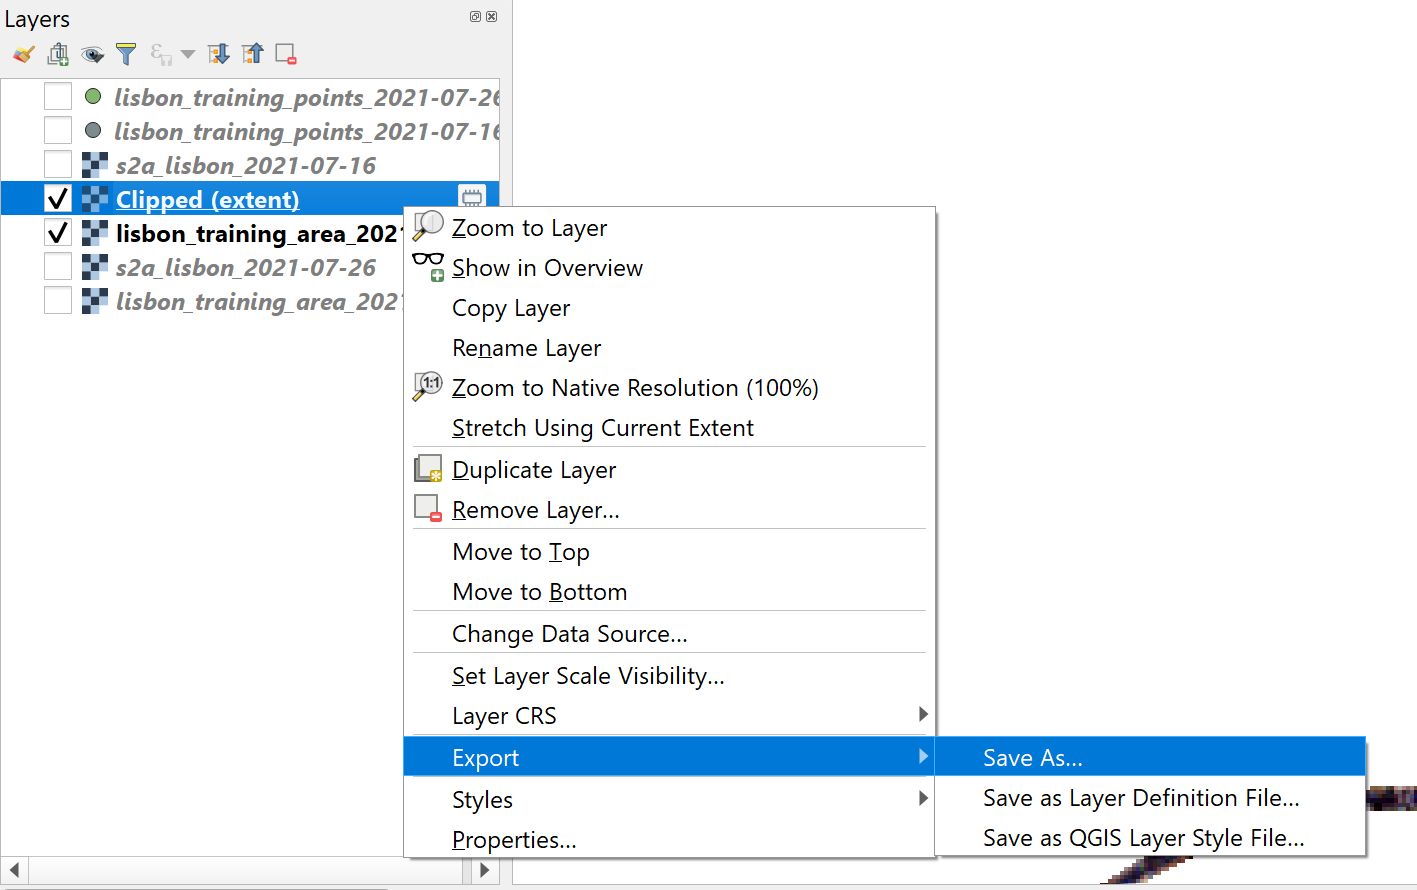 Layers
lisbon_training_points_2021-07-26
lisbon_training_points_2021-07-16
s2a_lisbon_2021-07-16
Clipped (extent)
lisbon_training_area_2021
s2a_lisbon_2021-07-26
lisbon_training_area_202
Zoom to Layer
Show in Overview
Copy Layer
Rename Layer
1:1
Zoom to Native Resolution (100%)
Stretch Using Current Extent
Duplicate Layer
Remove Layer…
Move to Top
Move to Bottom
Change Data Source…
Set Layer Scale Visibility…
Layer CRS
Export
Save As…
Styles
Save as Layer Definition File…
Properties…
Save as QGIS Layer Style File…